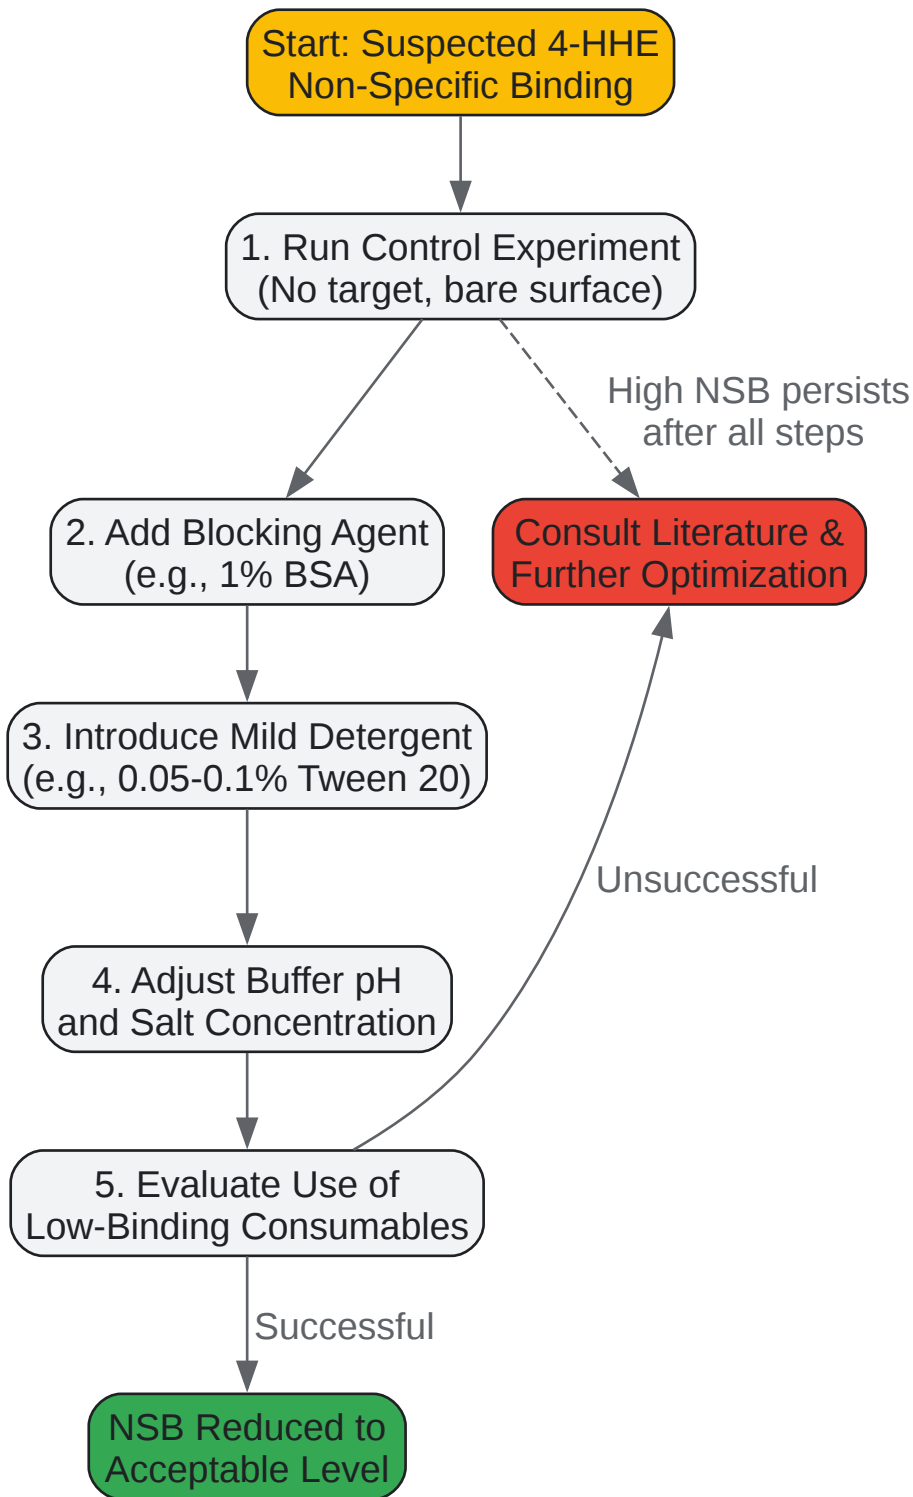 Start: Suspected 4-HHE
Non-Specific Binding
1. Run Control Experiment
(No target, bare surface)
High NSB persists
after all steps
2. Add Blocking Agent
(e.g., 1% BSA)
Consult Literature &
Further Optimization
3. Introduce Mild Detergent
(e.g., 0.05-0.1% Tween 20)
Unsuccessful
4. Adjust Buffer pH
and Salt Concentration
5. Evaluate Use of
Low-Binding Consumables
Successful
NSB Reduced to
Acceptable Level